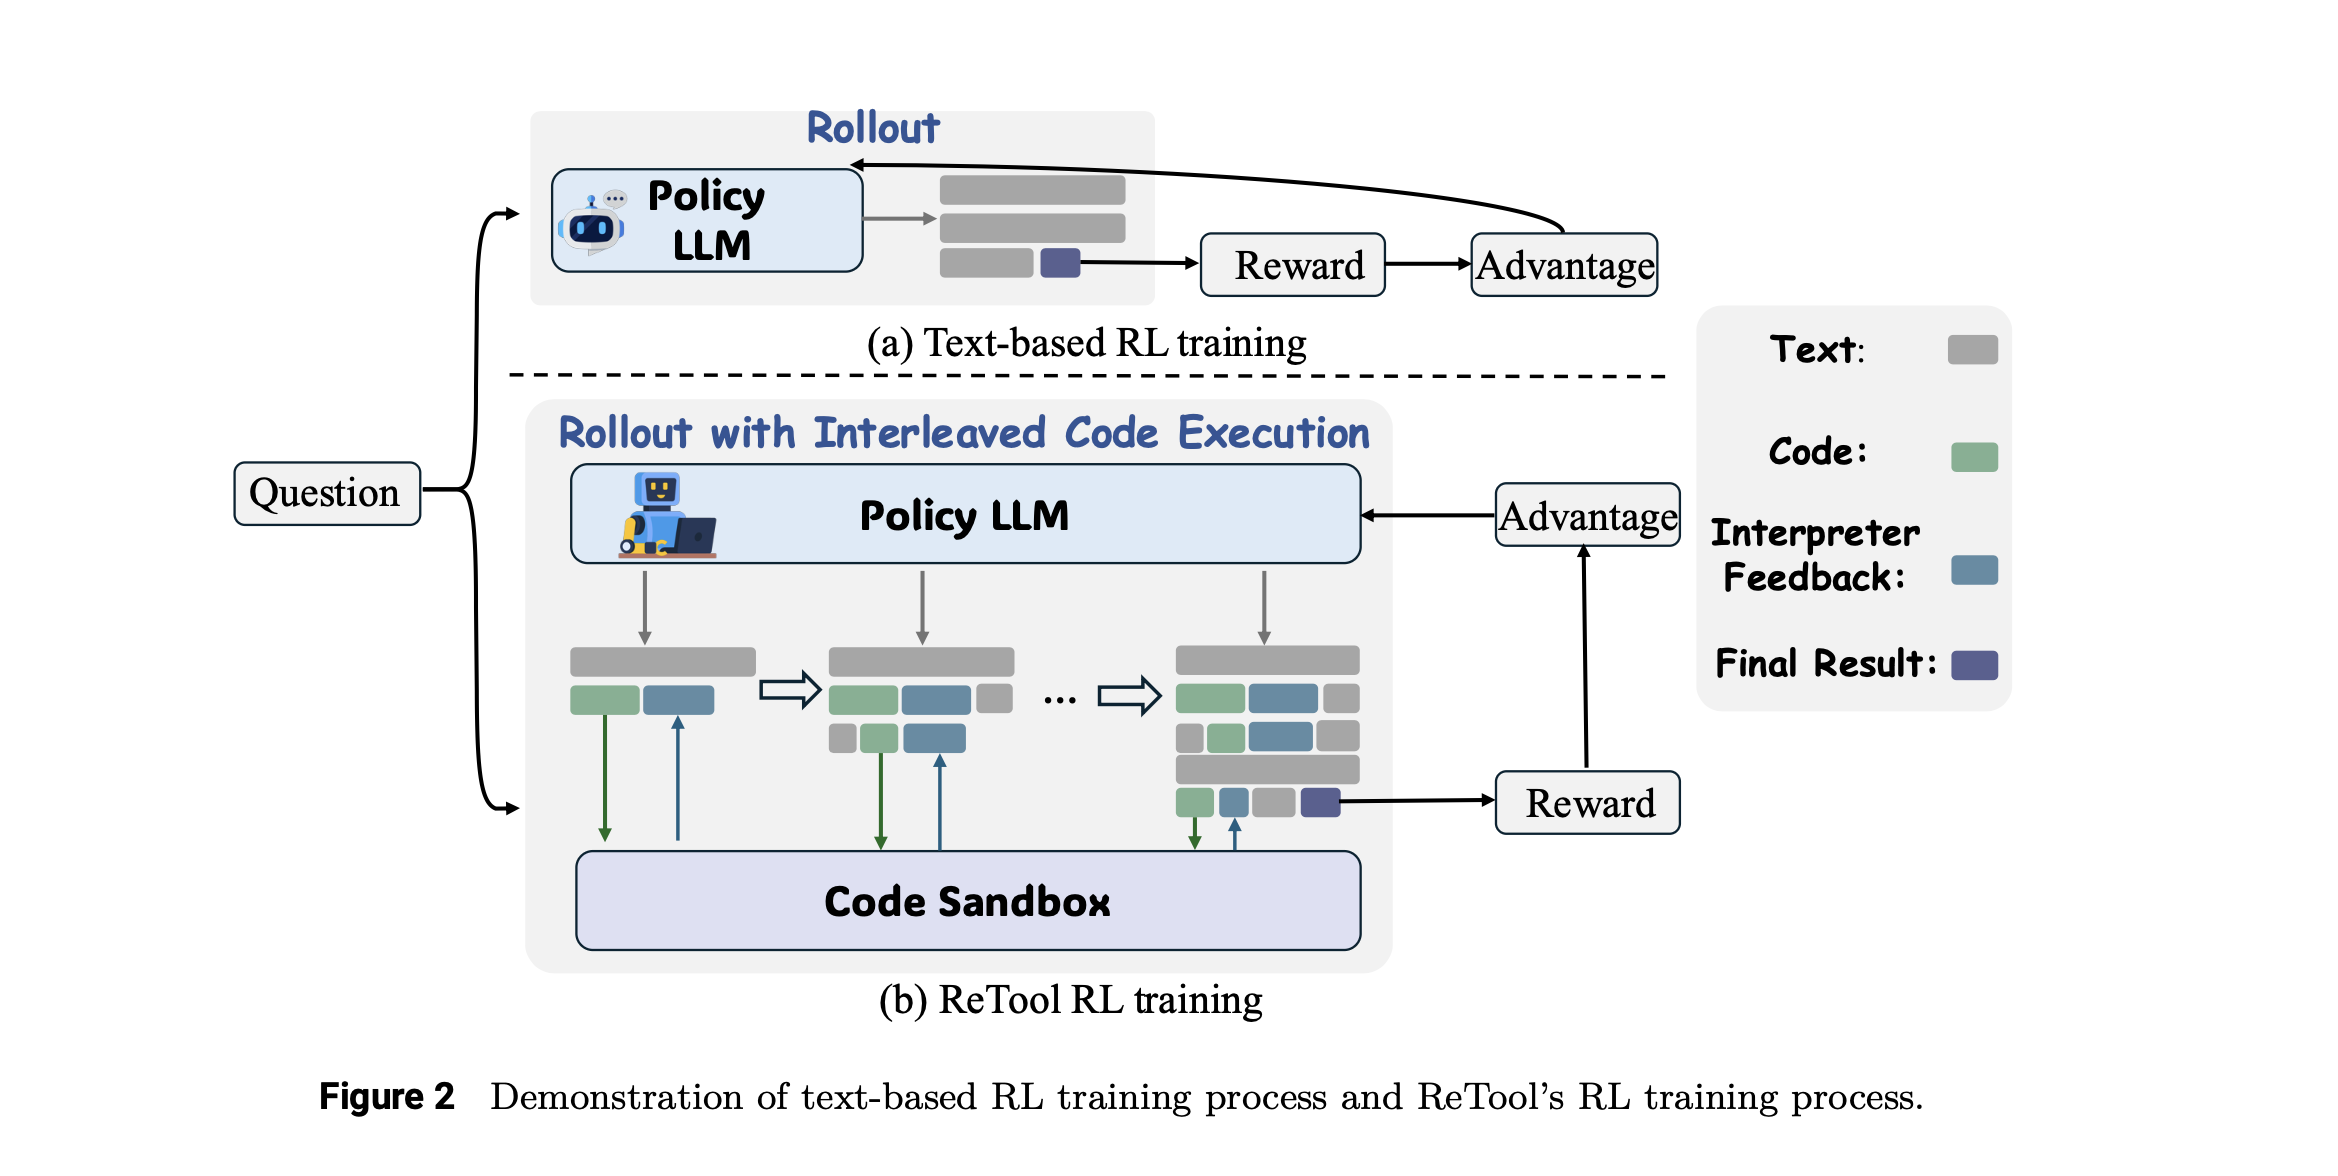 Rollout
Policy
LLM
Reward
Advantage
(a) Text-based RL training
Question
Rollout with Interleaved Code Execution
Policy LLM
Advantage
...
Reward
Code Sandbox
(b) ReTool RL training
Text:
Code:
Interpreter
Feedback:
Final Result:
Figure 2 Demonstration of text-based RL training process and ReTool's RL training process.